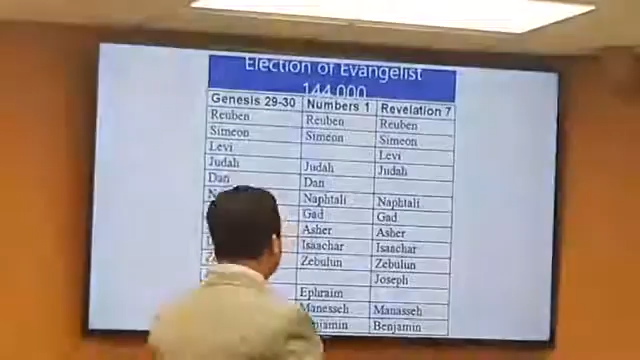 Election of Evangelist
144,000
Genesis 29-30 Numbers 1 Revelation 7
Reuben Reuben Reuben
Simeon Simeon Simeon
Levi Levi
Judah Judah Judah
Dan Dan
Naphtali Naphtali
Gad Gad
Asher Asher
Isaachar Isaachar
Zebulun Zebulun
Joseph
Ephraim
Manesseh Manasseh
Benjamin